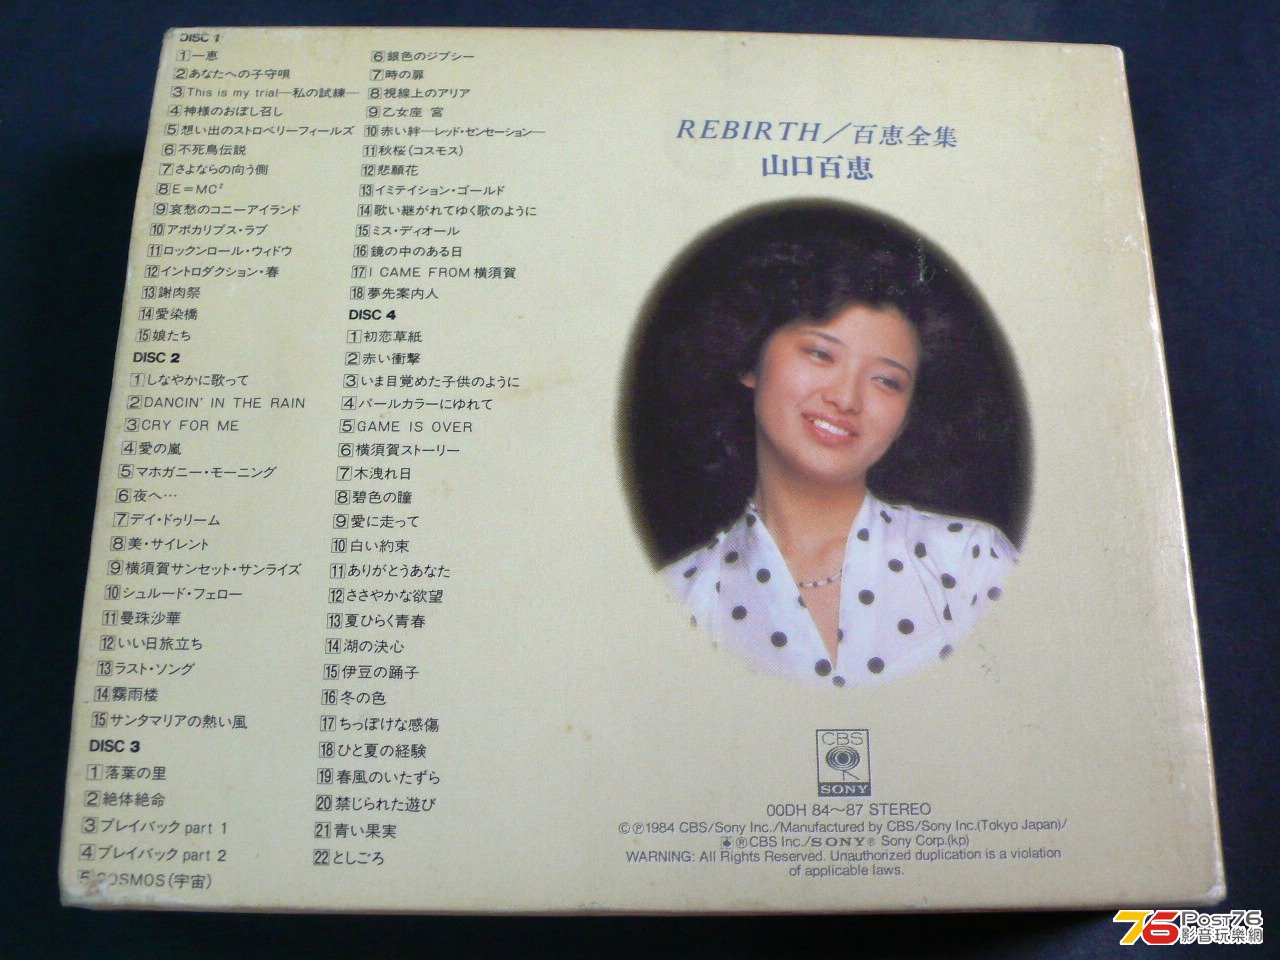 DISC 1
1 一恵
2 あなたへの子守唄
3 This is my trial—私の試練—
4 神様のおぼし召し
5 想い出のストロベリーフィールズ
6 不死鳥伝説
7 さよならの向う側
8 E=MC²
9 哀愁のコニーアイランド
10 アポカリプス・ラブ
11 ロックンロール・ウィドウ
12 イントロダクション・春
13 謝肉祭
14 愛染橋
15 娘たち
DISC 2
1 しなやかに歌って
2 DANCIN' IN THE RAIN
3 CRY FOR ME
4 愛の嵐
5 マホガニー・モーニング
6 夜へ…
7 デイ・ドゥリーム
8 美・サイレント
9 横須賀サンセット・サンライズ
10 シュルード・フェロー
11 曼珠沙華
12 いい日旅立ち
13 ラスト・ソング
14 霧雨楼
15 サンタマリアの熱い風
DISC 3
1 落葉の里
2 絶体絶命
3 プレイバック part 1
4 プレイバック part 2
5 COSMOS(宇宙)
6 銀色のジプシー
7 時の扉
8 視線上のアリア
9 乙女座 宮
10 赤い絆—レッド・センセーション—
11 秋桜(コスモス)
12 悲願花
13 イミテイション・ゴールド
14 歌い継がれてゆく歌のように
15 ミス・ディオール
16 鏡の中のある日
17 I CAME FROM 横須賀
18 夢先案内人
DISC 4
1 初恋草紙
2 赤い衝撃
3 いま目覚めた子供のように
4 パールカラーにゆれて
5 GAME IS OVER
6 横須賀ストーリー
7 木洩れ日
8 碧色の瞳
9 愛に走って
10 白い約束
11 ありがとうあなた
12 ささやかな欲望
13 夏ひらく青春
14 湖の決心
15 伊豆の踊子
16 冬の色
17 ちっぽけな感傷
18 ひと夏の経験
19 春風のいたずら
20 禁じられた遊び
21 青い果実
22 としごろ
REBIRTH/百恵全集
山口百恵
CBS
SONY
00DH 84〜87 STEREO
©℗1984 CBS/Sony Inc./Manufactured by CBS/Sony Inc.(Tokyo Japan)/
®CBS Inc./SONY® Sony Corp.(kp)
WARNING: All Rights Reserved. Unauthorized duplication is a violation
of applicable laws.
76 Post76
影音玩樂網